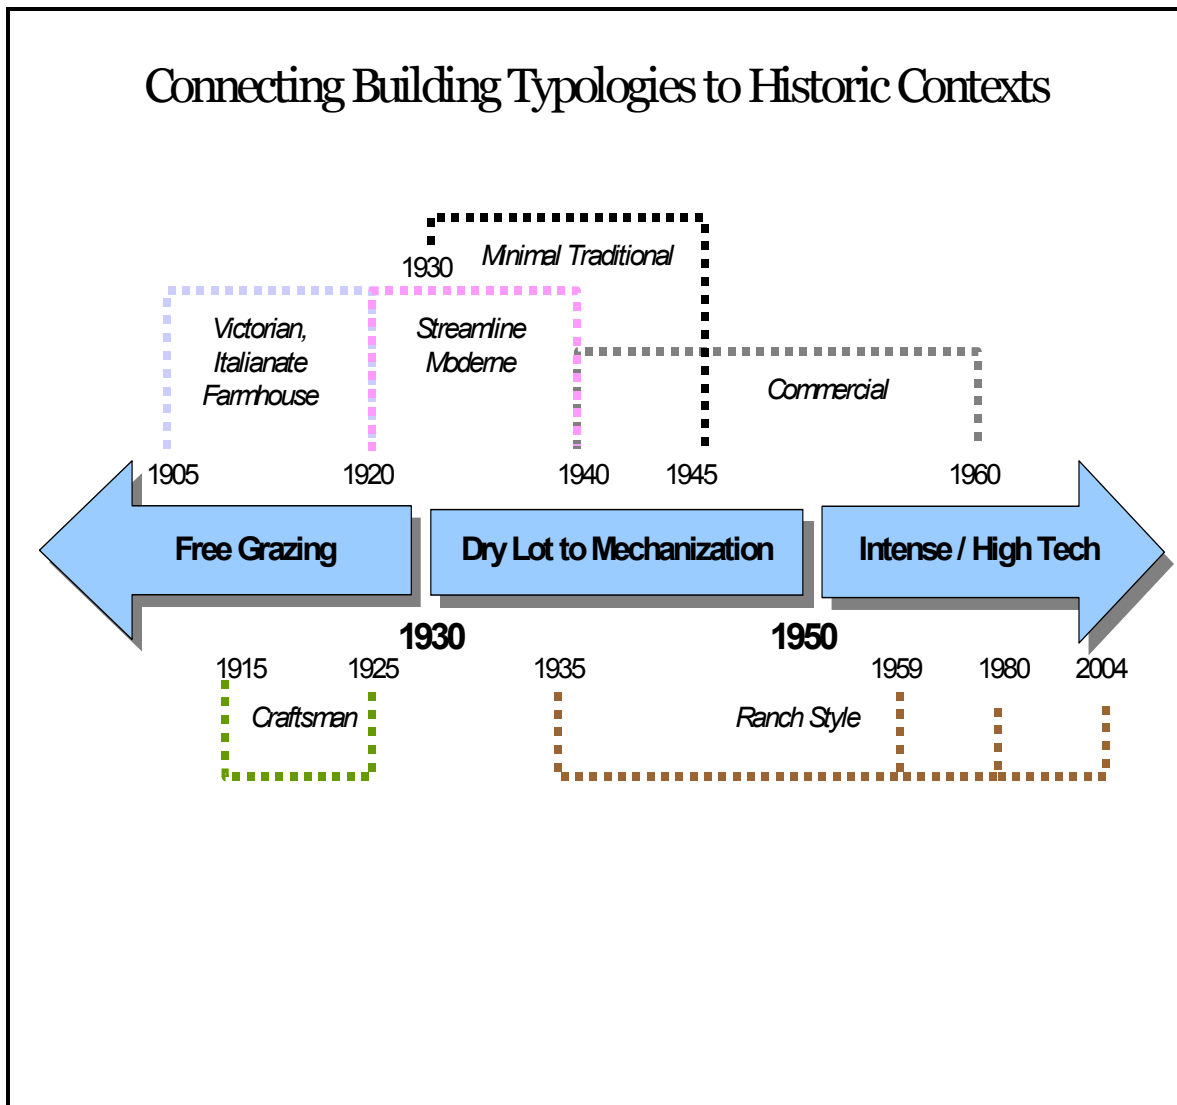 Connecting Building Typologies to Historic Contexts
1930
Minimal Traditional
Victorian,
Italianate
Farmhouse
Streamline
Moderne
Commercial
1905
1920
1940
1945
1960
Free Grazing
Dry Lot to Mechanization
Intense / High Tech
1930
1950
1915
1925
1935
1959
1980
2004
Craftsman
Ranch Style